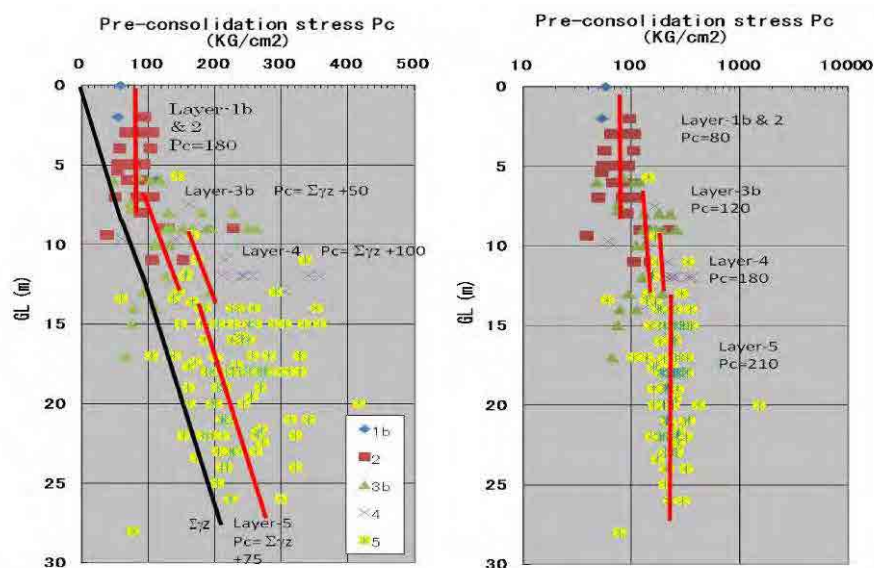 Pre-consolidation stress Pc
(KG/cm2)
0 100 200 300 400 500
0
5
10
15
20
25
30
GL (m)
Layer-1b
& 2
Pc=180
Layer-3b Pc= Σγz +50
Layer-4 Pc= Σγz +100
Σγz
Layer-5
Pc= Σγz
+75
1b
2
3b
4
5
Pre-consolidation stress Pc
(KG/cm2)
10 100 1000 10000
0
5
10
15
20
25
30
GL (m)
Layer-1b & 2
Pc=80
Layer-3b
Pc=120
Layer-4
Pc=180
Layer-5
Pc=210